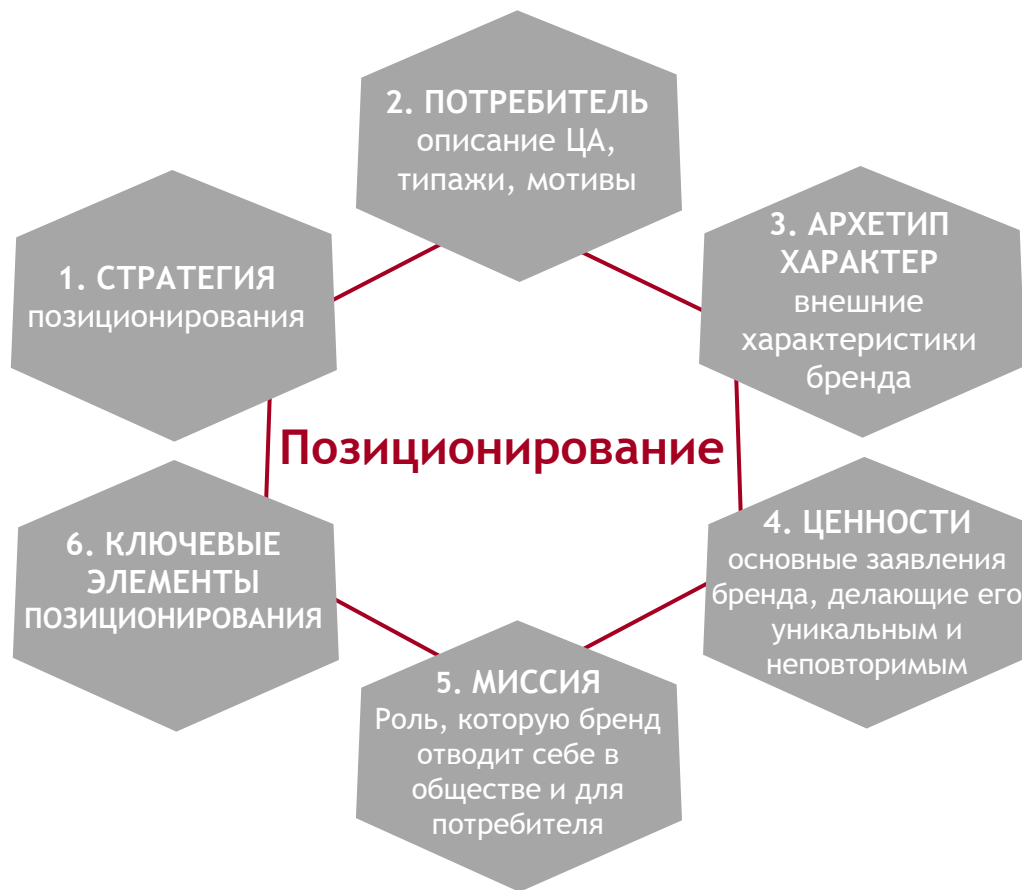 2. ПОТРЕБИТЕЛЬ
описание ЦА,
типажи, мотивы
3. АРХЕТИП
ХАРАКТЕР
внешние
характеристики
бренда
1. СТРАТЕГИЯ
позиционирования
Позиционирование
4. ЦЕННОСТИ
основные заявления
бренда, делающие его
уникальным и
неповторимым
6. КЛЮЧЕВЫЕ
ЭЛЕМЕНТЫ
ПОЗИЦИОНИРОВАНИЯ
5. МИССИЯ
Роль, которую бренд
отводит себе в
обществе и для
потребителя